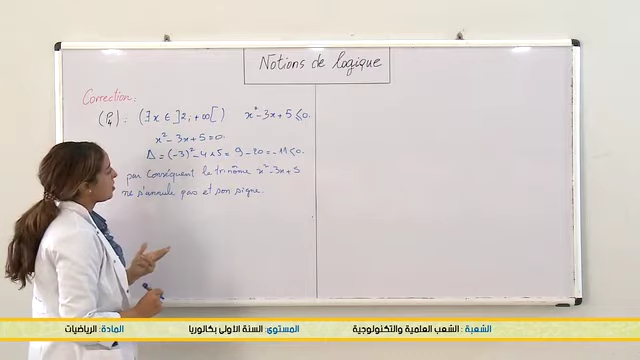 Notions de logique
Correction:
(P₄): (∃x ∈ ]2; +∞[) x² - 3x + 5 ≤ 0.
x² - 3x + 5 = 0.
Δ = (-3)² - 4×5 = 9 - 20 = -11 < 0.
par conséquent le trinôme x² - 3x + 5
ne s'annule pas et son signe.
الشعبة : الشعب العلمية والتكنولوجية المستوى: السنة الأولى بكالوريا المادة: الرياضيات